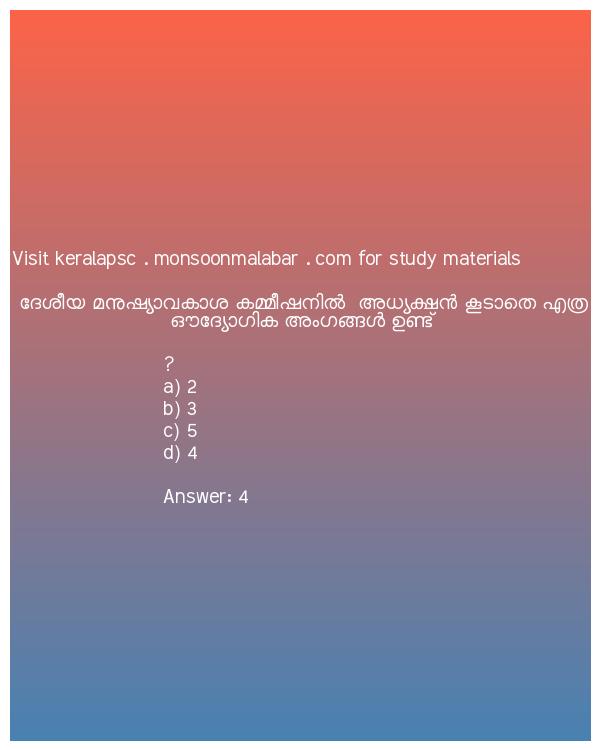 Visit keralapsc . monsoonmalabar . com for study materials
ദേശീയ മനുഷ്യാവകാശ കമ്മീഷനിൽ  അധ്യക്ഷൻ കൂടാതെ എത്ര
ഔദ്യോഗിക അംഗങ്ങൾ ഉണ്ട്
?
a) 2
b) 3
c) 5
d) 4
Answer: 4